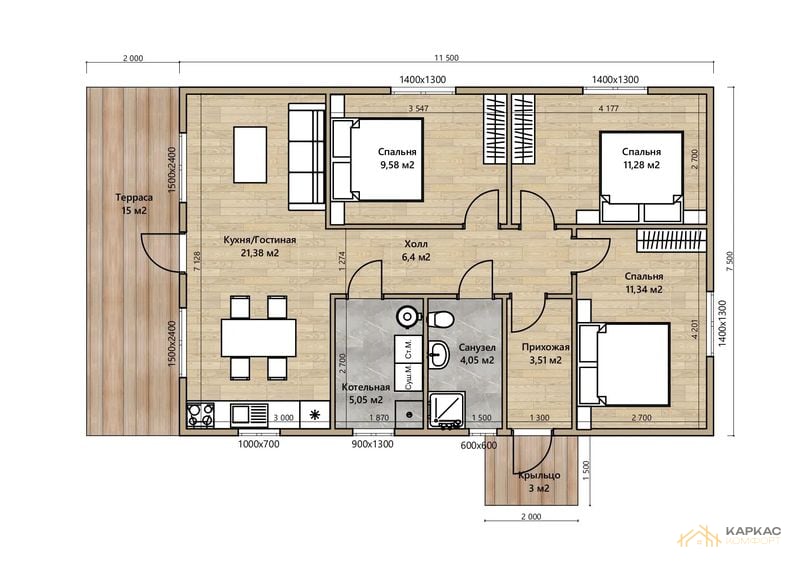 2 000
11 500
1400x1300
1400x1300
3 547
4 177
1500x2400
Спальня
9,58 м2
Спальня
11,28 м2
2 700
Терраса
15 м2
Кухня/Гостиная
21,38 м2
Холл
6,4 м2
7 128
1 274
7 500
Спальня
11,34 м2
1500x2400
4 201
1400x1300
2 700
Ст.М.
Суш.М
Котельная
5,05 м2
Санузел
4,05 м2
Прихожая
3,51 м2
3 000
1 870
1 500
1 300
2 700
1000x700
900x1300
600x600
Крыльцо
3 м2
1 500
2 000
КАРКАС
КОМФОРТ